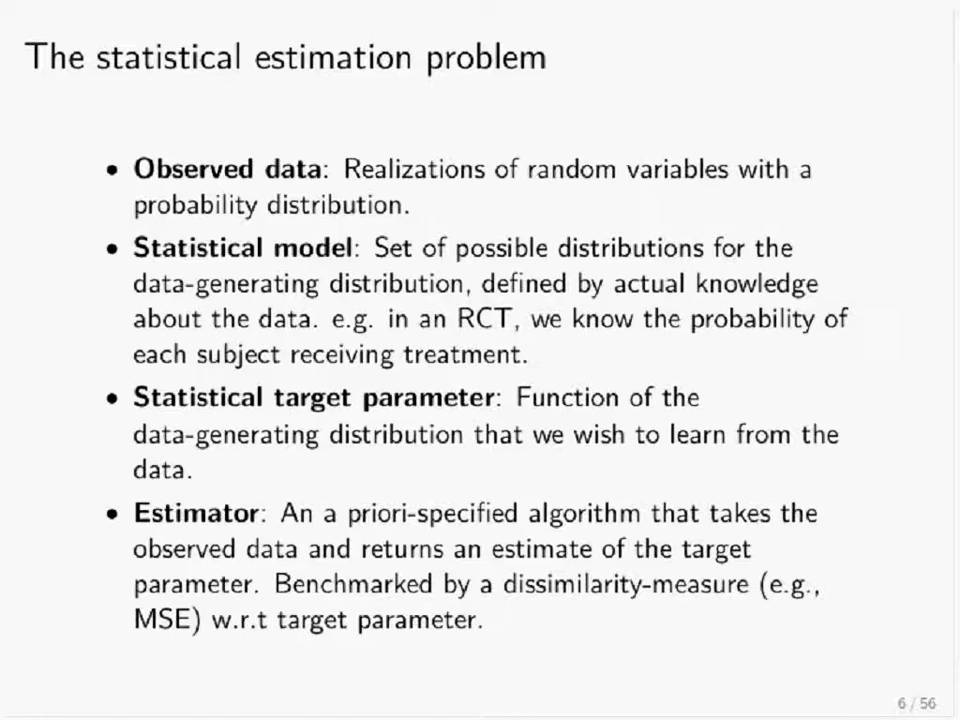 The statistical estimation problem
• Observed data: Realizations of random variables with a
probability distribution.
• Statistical model: Set of possible distributions for the
data-generating distribution, defined by actual knowledge
about the data. e.g. in an RCT, we know the probability of
each subject receiving treatment.
• Statistical target parameter: Function of the
data-generating distribution that we wish to learn from the
data.
• Estimator: An a priori-specified algorithm that takes the
observed data and returns an estimate of the target
parameter. Benchmarked by a dissimilarity-measure (e.g.,
MSE) w.r.t target parameter.
6 / 56